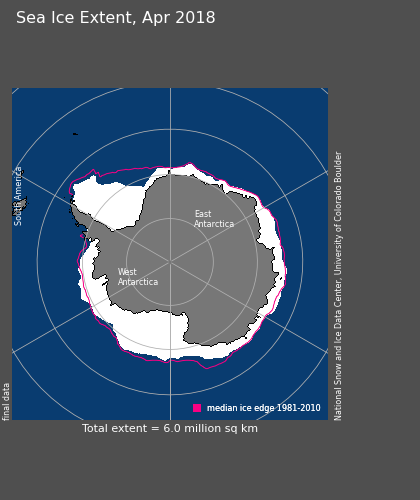 Sea Ice Extent, Apr 2018
South America
East
Antarctica
West
Antarctica
National Snow and Ice Data Center, University of Colorado Boulder
final data
median ice edge 1981-2010
Total extent = 6.0 million sq km